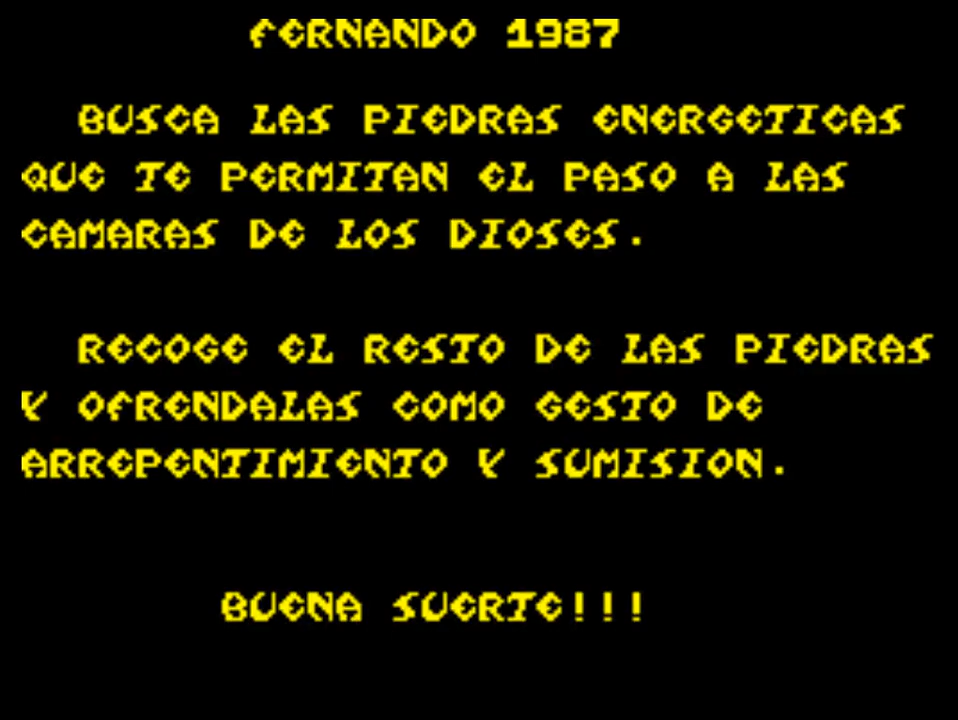 FERNANDO 1987
BUSCA LAS PIEDRAS ENERGETICAS
QUE TE PERMITAN EL PASO A LAS
CAMARAS DE LOS DIOSES.
RECOGE EL RESTO DE LAS PIEDRAS
Y OFRENDALAS COMO GESTO DE
ARREPENTIMIENTO Y SUMISION.
BUENA SUERTE!!!